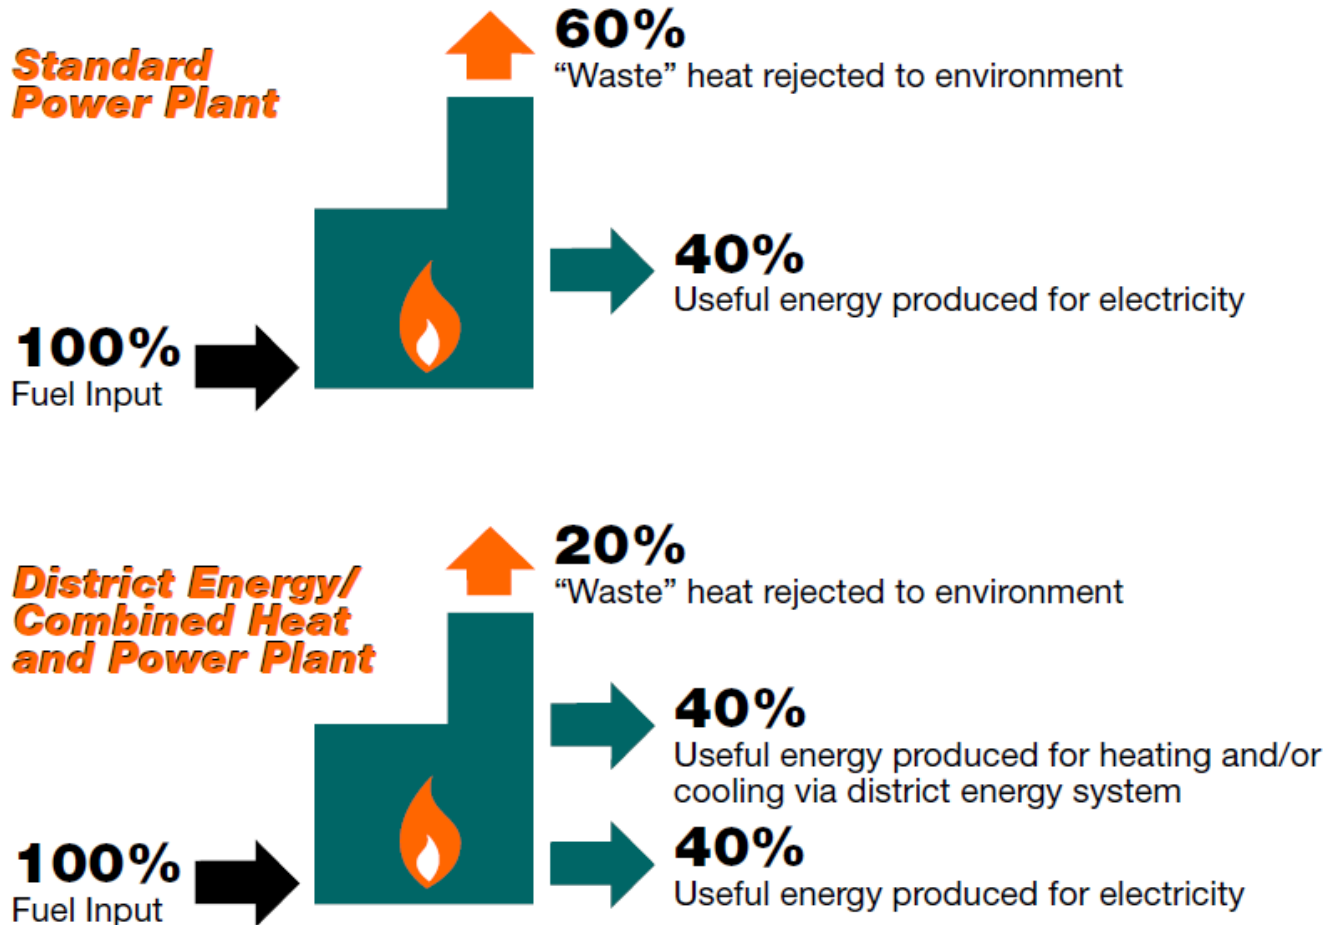 Standard
Power Plant
60%
“Waste” heat rejected to environment
40%
Useful energy produced for electricity
100%
Fuel Input
District Energy/
Combined Heat
and Power Plant
20%
“Waste” heat rejected to environment
40%
Useful energy produced for heating and/or
cooling via district energy system
40%
Useful energy produced for electricity
100%
Fuel Input